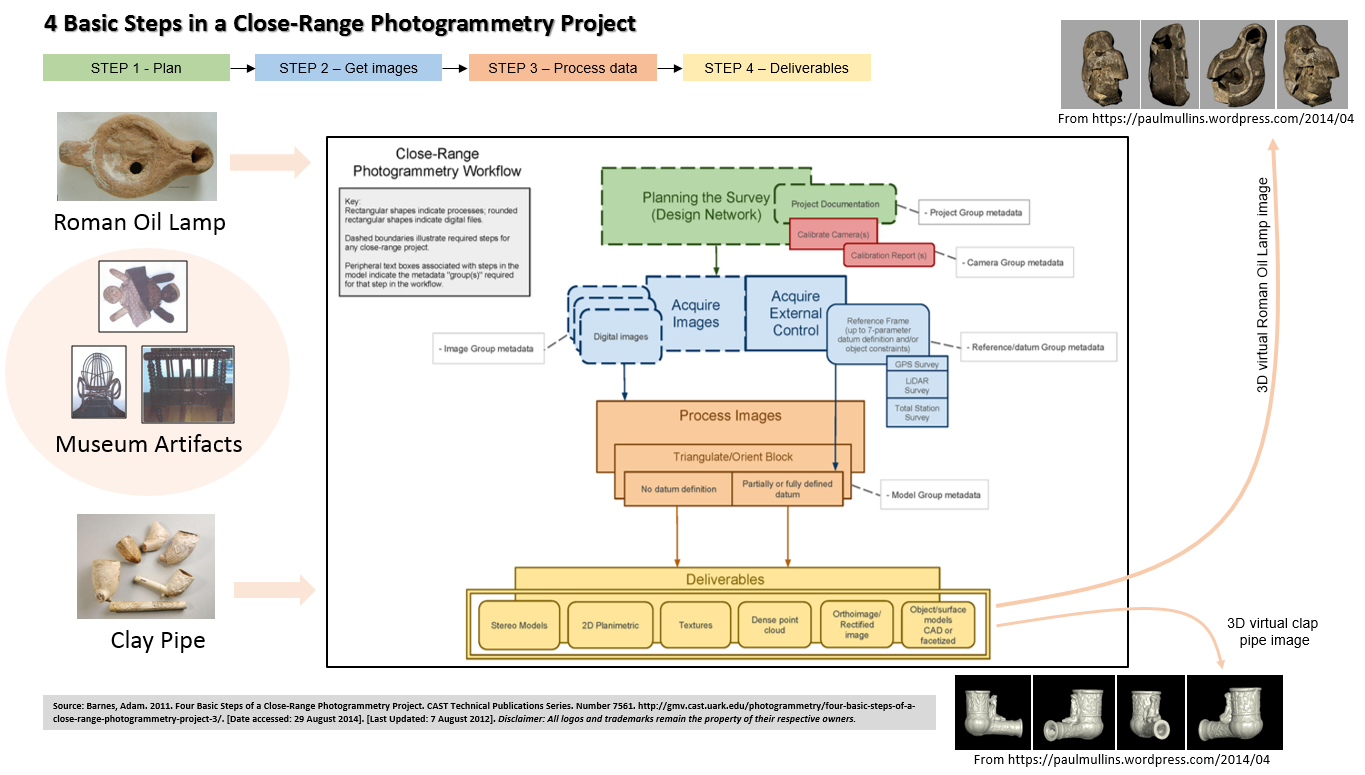 4 Basic Steps in a Close-Range Photogrammetry Project
STEP 1 - Plan
STEP 2 – Get images
STEP 3 – Process data
STEP 4 – Deliverables
From https://paulmullins.wordpress.com/2014/04
Roman Oil Lamp
Museum Artifacts
Clay Pipe
Close-Range
Photogrammetry Workflow
Key:
Rectangular shapes indicate processes; rounded
rectangular shapes indicate digital files.
Dashed boundaries illustrate required steps for
any close-range project.
Peripheral text boxes associated with steps in the
model indicate the metadata "group(s)" required
for that step in the workflow.
Planning the Survey
(Design Network)
Project Documentation
- Project Group metadata
Calibrate Camera(s)
Calibration Report (s)
- Camera Group metadata
Acquire
Images
Acquire
External
Control
Digital images
- Image Group metadata
Reference Frame
(up to 7-parameter
datum definition and/or
object constraints)
- Reference/datum Group metadata
GPS Survey
LiDAR
Survey
Total Station
Survey
Process Images
Triangulate/Orient Block
No datum definition
Partially or fully defined
datum
- Model Group metadata
Deliverables
Stereo Models
2D Planimetric
Textures
Dense point
cloud
Orthoimage/
Rectified
image
Object/surface
models
CAD or
facetized
3D virtual Roman Oil Lamp image
3D virtual clap
pipe image
From https://paulmullins.wordpress.com/2014/04
Source: Barnes, Adam. 2011. Four Basic Steps of a Close-Range Photogrammetry Project. CAST Technical Publications Series. Number 7561. http://gmv.cast.uark.edu/photogrammetry/four-basic-steps-of-a-
close-range-photogrammetry-project-3/. [Date accessed: 29 August 2014]. [Last Updated: 7 August 2012]. Disclaimer: All logos and trademarks remain the property of their respective owners.